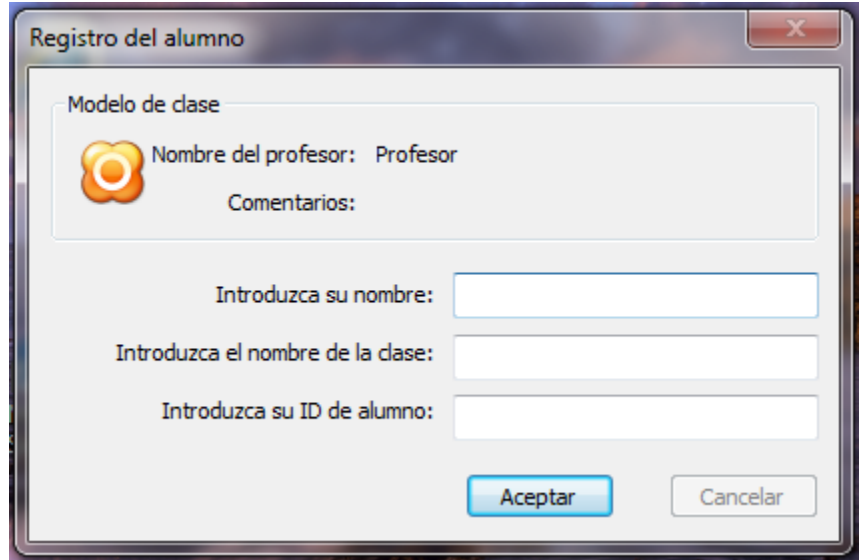 Registro del alumno
Modelo de clase
Nombre del profesor: Profesor
Comentarios:
Introduzca su nombre:
Introduzca el nombre de la clase:
Introduzca su ID de alumno:
Aceptar Cancelar